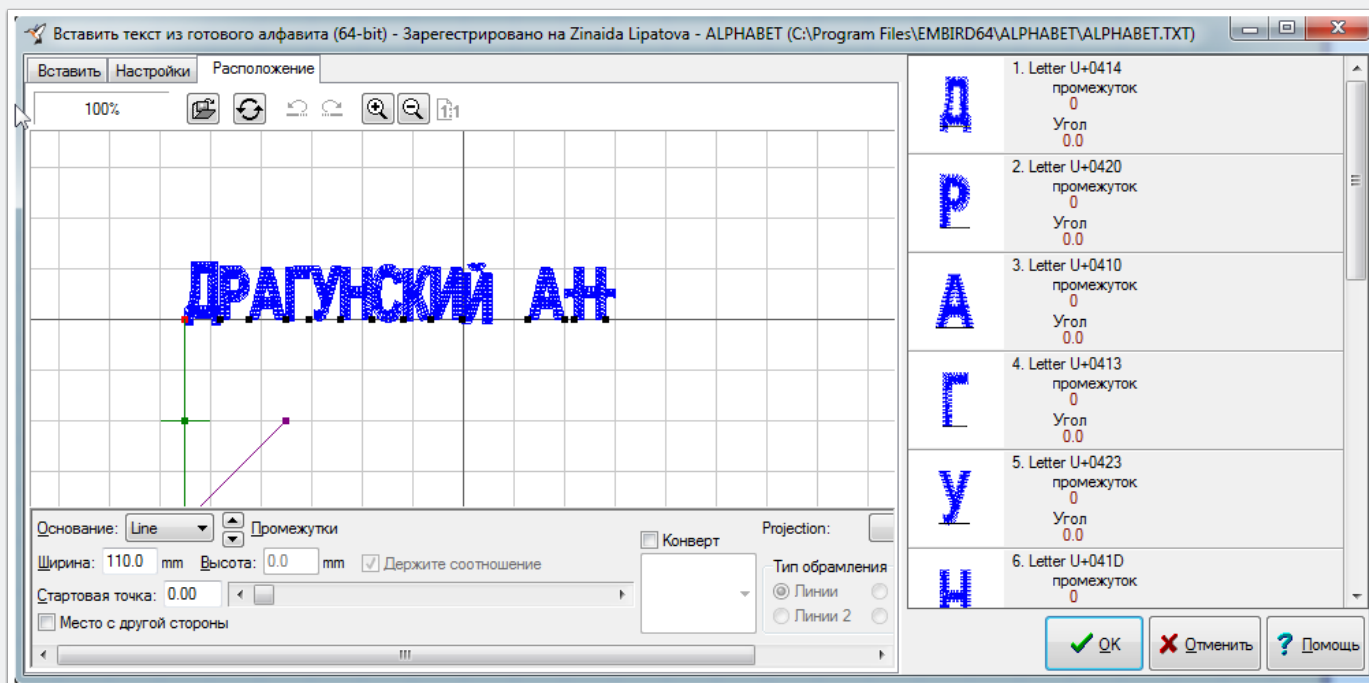 Вставить текст из готового алфавита (64-bit) - Зарегестрировано на Zinaida Lipatova - ALPHABET (C:\Program Files\EMBIRD64\ALPHABET\ALPHABET.TXT)
Вставить Настройки Расположение
100%
1:1
ДРАГУНСКИЙ АН
Основание: Line Промежутки
Ширина: 110.0 mm Высота: 0.0 mm Держите соотношение
Стартовая точка: 0.00
Место с другой стороны
Конверт
Projection:
Тип обрамления
Линии
Линии 2
Д
1. Letter U+0414
промежуток
0
Угол
0.0
Р
2. Letter U+0420
промежуток
0
Угол
0.0
А
3. Letter U+0410
промежуток
0
Угол
0.0
Г
4. Letter U+0413
промежуток
0
Угол
0.0
У
5. Letter U+0423
промежуток
0
Угол
0.0
Н
6. Letter U+041D
промежуток
0
OK Отменить Помощь